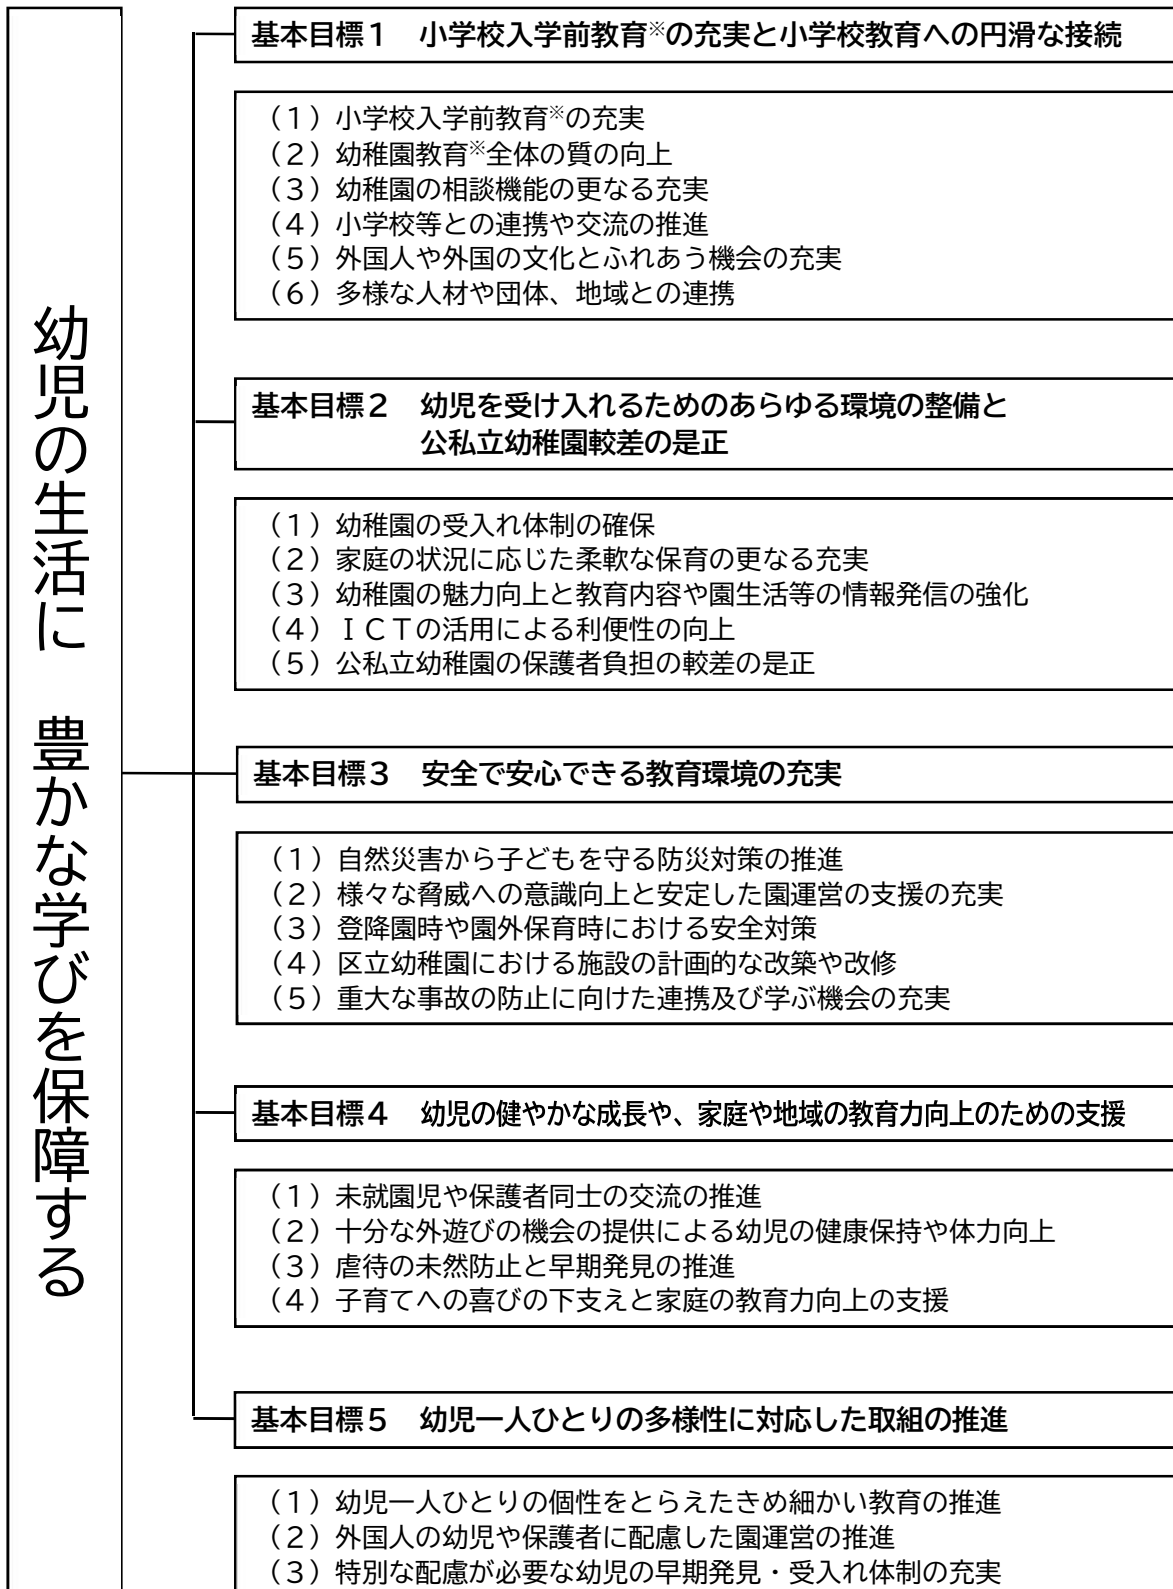 幼児の生活に　豊かな学びを保障する
基本目標１　小学校入学前教育※の充実と小学校教育への円滑な接続
（１）小学校入学前教育※の充実
（２）幼稚園教育※全体の質の向上
（３）幼稚園の相談機能の更なる充実
（４）小学校等との連携や交流の推進
（５）外国人や外国の文化とふれあう機会の充実
（６）多様な人材や団体、地域との連携
基本目標２　幼児を受け入れるためのあらゆる環境の整備と
公私立幼稚園較差の是正
（１）幼稚園の受入れ体制の確保
（２）家庭の状況に応じた柔軟な保育の更なる充実
（３）幼稚園の魅力向上と教育内容や園生活等の情報発信の強化
（４）ＩＣＴの活用による利便性の向上
（５）公私立幼稚園の保護者負担の較差の是正
基本目標３　安全で安心できる教育環境の充実
（１）自然災害から子どもを守る防災対策の推進
（２）様々な脅威への意識向上と安定した園運営の支援の充実
（３）登降園時や園外保育時における安全対策
（４）区立幼稚園における施設の計画的な改築や改修
（５）重大な事故の防止に向けた連携及び学ぶ機会の充実
基本目標４　幼児の健やかな成長や、家庭や地域の教育力向上のための支援
（１）未就園児や保護者同士の交流の推進
（２）十分な外遊びの機会の提供による幼児の健康保持や体力向上
（３）虐待の未然防止と早期発見の推進
（４）子育てへの喜びの下支えと家庭の教育力向上の支援
基本目標５　幼児一人ひとりの多様性に対応した取組の推進
（１）幼児一人ひとりの個性をとらえたきめ細かい教育の推進
（２）外国人の幼児や保護者に配慮した園運営の推進
（３）特別な配慮が必要な幼児の早期発見・受入れ体制の充実